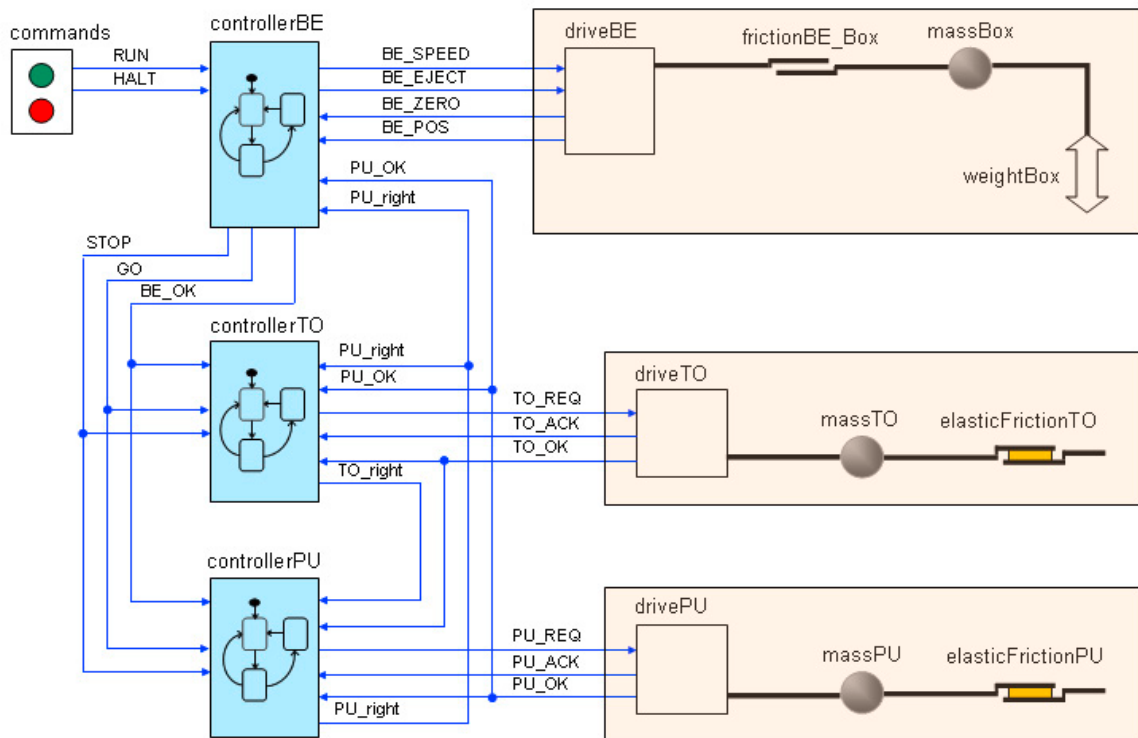 controllerBE
commands
RUN
HALT
BE_SPEED
BE_EJECT
BE_ZERO
BE_POS
PU_OK
PU_right
driveBE
frictionBE_Box
massBox
weightBox
STOP
GO
BE_OK
controllerTO
PU_right
PU_OK
TO_REQ
TO_ACK
TO_OK
TO_right
driveTO
massTO
elasticFrictionTO
controllerPU
PU_REQ
PU_ACK
PU_OK
PU_right
drivePU
massPU
elasticFrictionPU